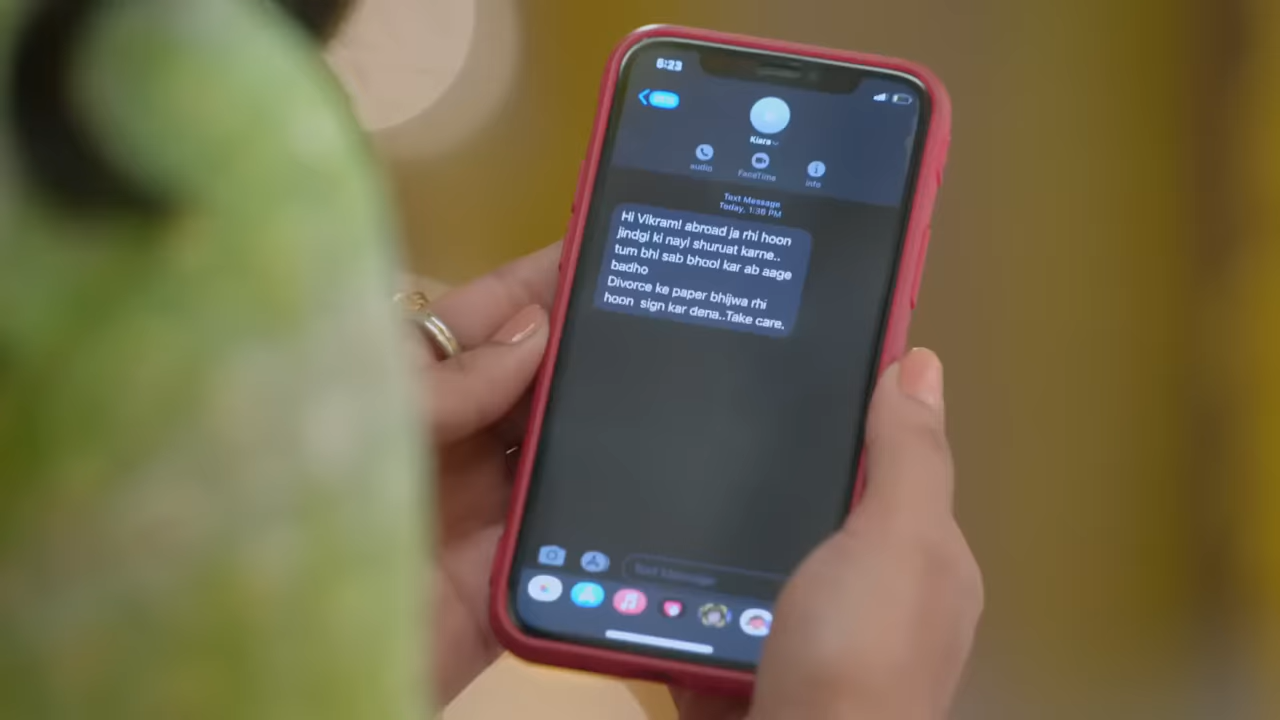 6:23
Kiara
audio
FaceTime
info
Text Message
Today, 1:36 PM
Hi Vikram! abroad ja rhi hoon
jindgi ki nayi shuruat karne..
tum bhi sab bhool kar ab aage
badho
Divorce ke paper bhijwa rhi
hoon sign kar dena..Take care.
Text Message